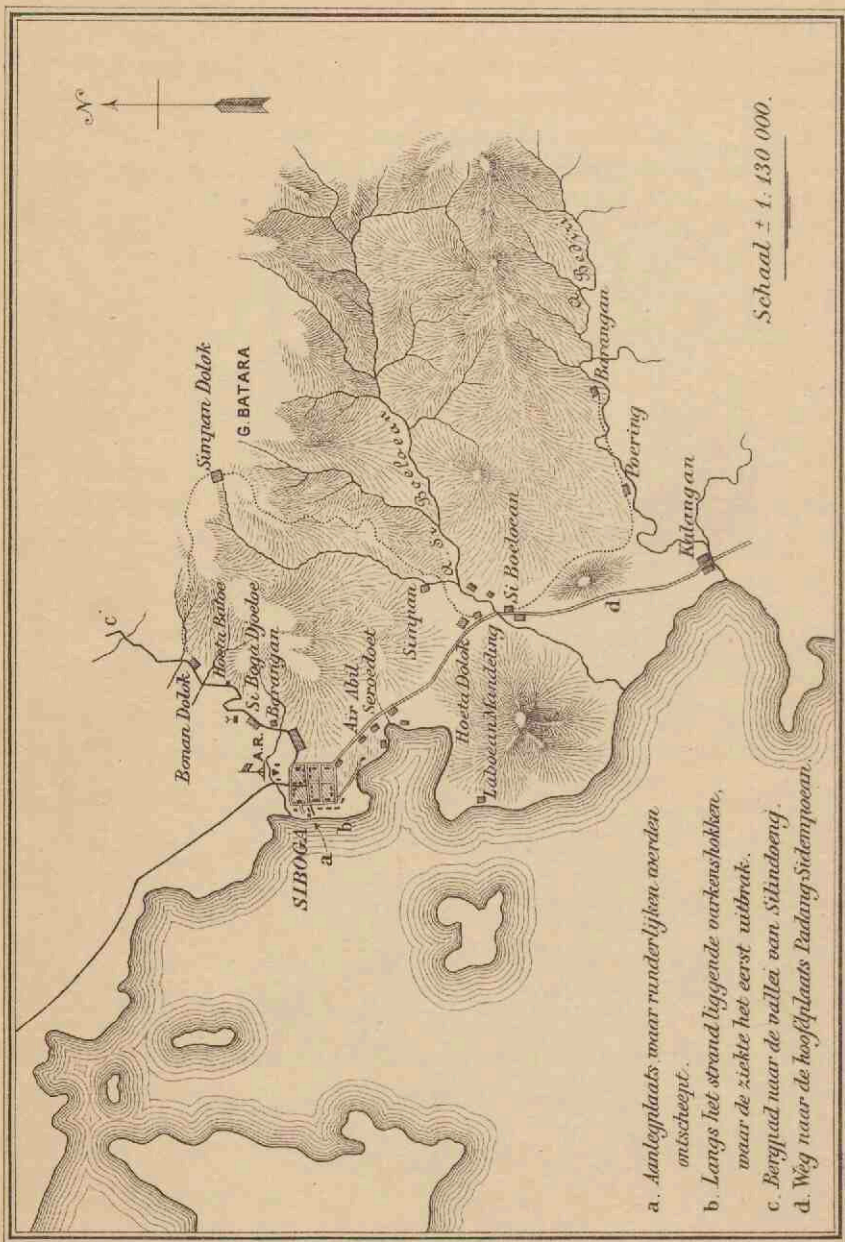 N
c
Bonan Dolok
Hoeta Batoe
Si Boga Djoeloe
Barangan
A.R.
Simpan Dolok
G. BATARA
SIBOGA
a
b
Air Abil
Seroedoet
Simpan
A. Sr. Boeloean
Hoeta Dolok
Laboean Mandeling
Si Boeloean
d
Barangan
Poering
Kalangan
Schaal ± 1: 130 000.
a. Aanlegplaats, waar runderlijken werden
ontscheept.
b. Langs het strand liggende varkenshokken,
waar de ziekte het eerst uitbrak.
c. Bergpad naar de vallei van Silindoeng.
d. Weg naar de hoofdplaats Padang-Sidempoean.